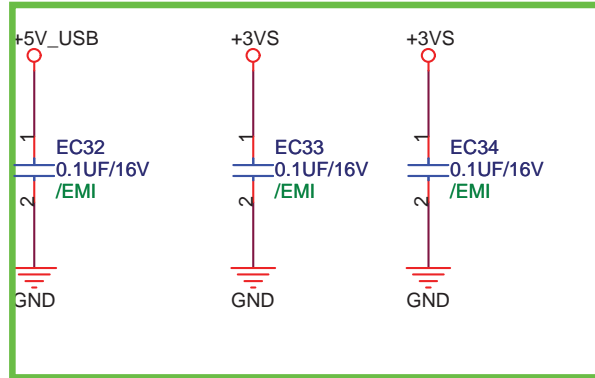 +5V_USB
1
EC32
0.1UF/16V
/EMI
2
GND
+3VS
1
EC33
0.1UF/16V
/EMI
2
GND
+3VS
1
EC34
0.1UF/16V
/EMI
2
GND